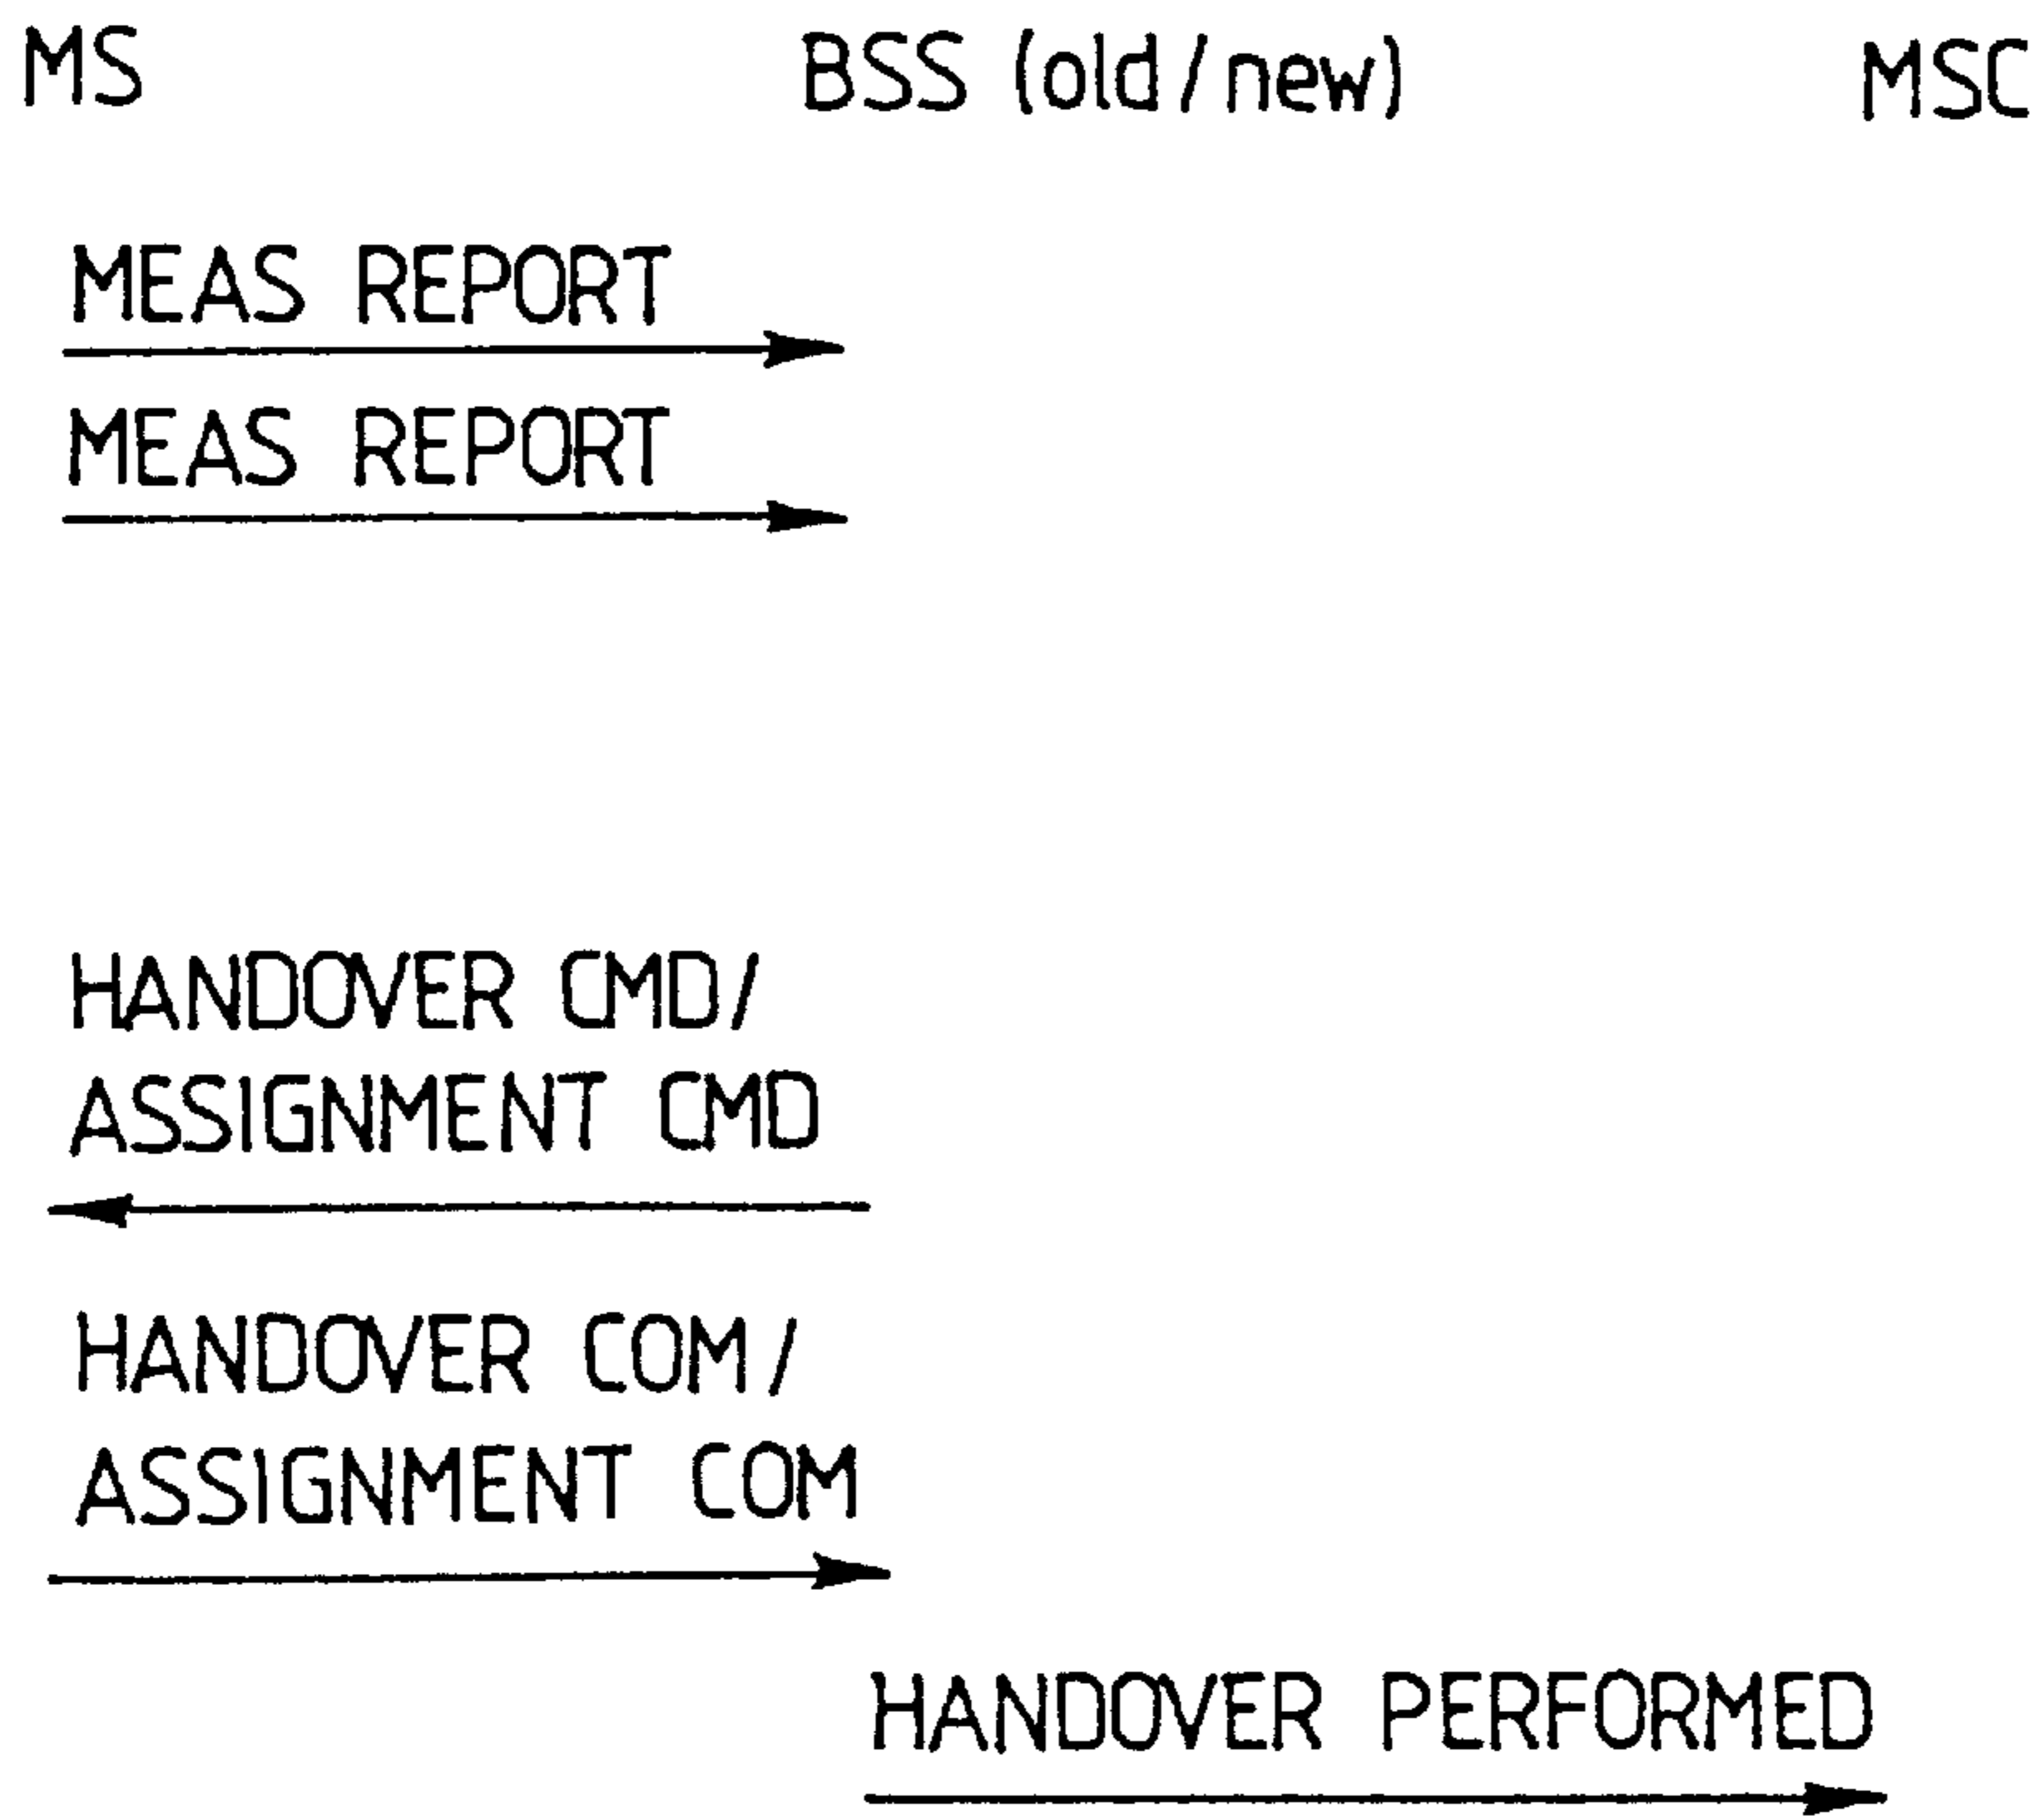 MS BSS (old/new) MSC
MEAS REPORT
MEAS REPORT
HANDOVER CMD/
ASSIGNMENT CMD
HANDOVER COM/
ASSIGNMENT COM
HANDOVER PERFORMED